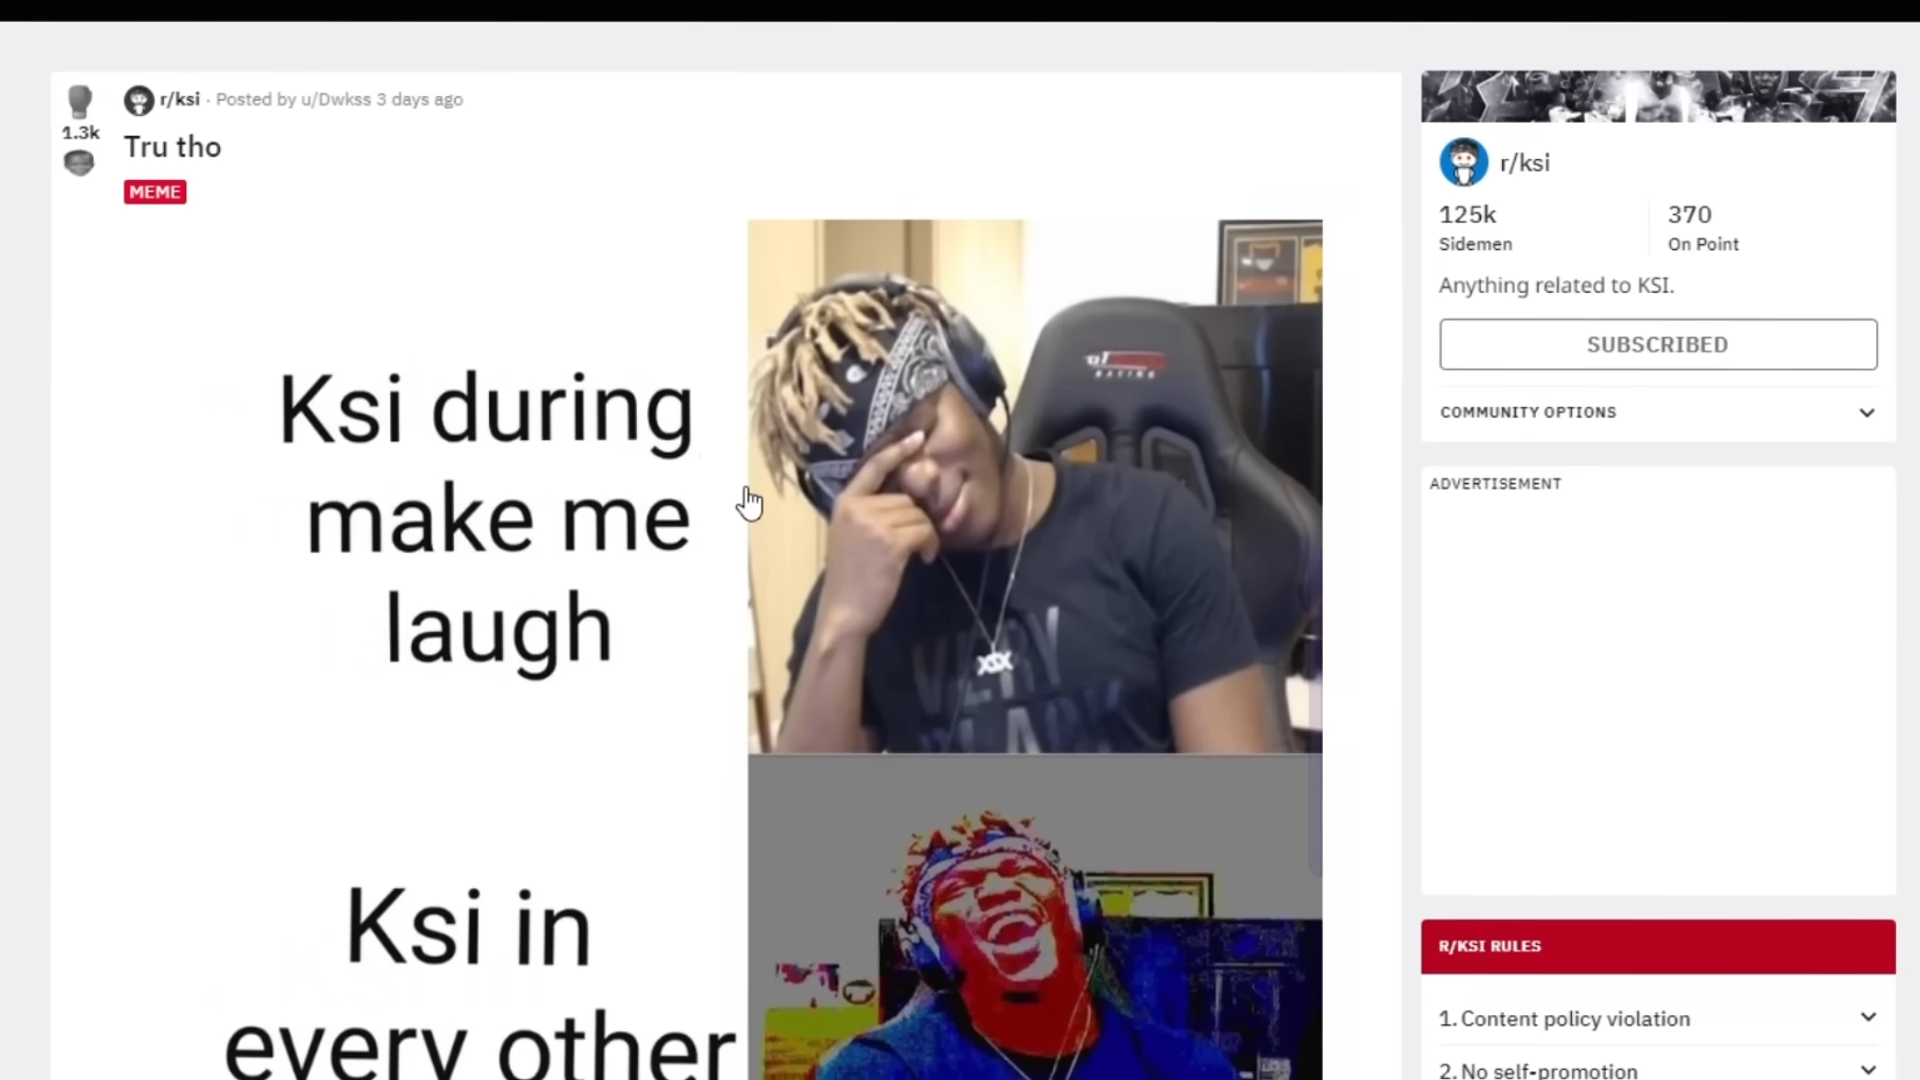 r/ksi · Posted by u/Dwkss 3 days ago
1.3k
Tru tho
MEME
Ksi during
make me
laugh
Ksi in
every other
r/ksi
125k
370
Sidemen
On Point
Anything related to KSI.
SUBSCRIBED
COMMUNITY OPTIONS
ADVERTISEMENT
R/KSI RULES
1. Content policy violation
2. No self-promotion
RACING
VERY